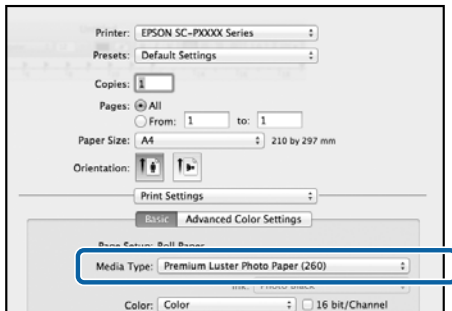 Printer: EPSON SC-PXXXX Series
Presets: Default Settings
Copies: 1
Pages: All
From: 1 to: 1
Paper Size: A4 210 by 297 mm
Orientation:
Print Settings
Basic Advanced Color Settings
Page Setup: Roll Paper
Media Type: Premium Luster Photo Paper (260)
Ink: Photo Black
Color: Color 16 bit/Channel